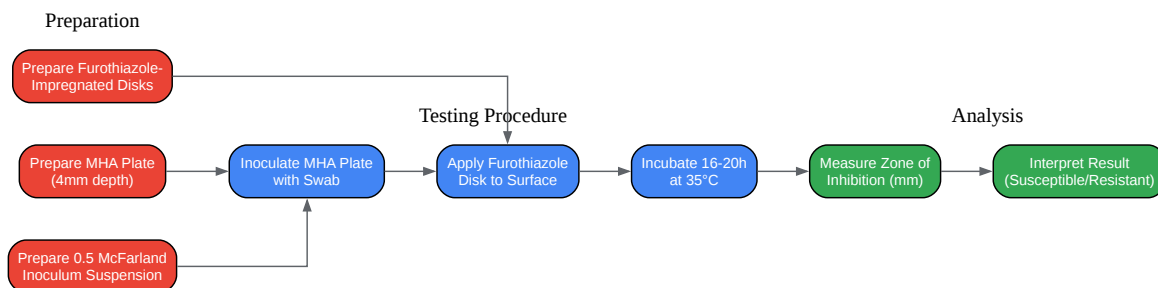 Preparation
Prepare Furothiazole-
Impregnated Disks
Testing Procedure
Analysis
Prepare MHA Plate
(4mm depth)
Inoculate MHA Plate
with Swab
Apply Furothiazole
Disk to Surface
Incubate 16-20h
at 35°C
Measure Zone of
Inhibition (mm)
Interpret Result
(Susceptible/Resistant)
Prepare 0.5 McFarland
Inoculum Suspension